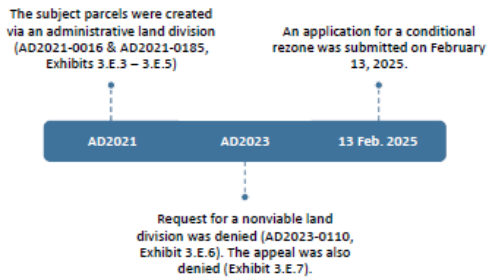 The subject parcels were created
via an administrative land division
(AD2021-0016 & AD2021-0185,
Exhibits 3.E.3 – 3.E.5)
An application for a conditional
rezone was submitted on February
13, 2025.
AD2021
AD2023
13 Feb. 2025
Request for a nonviable land
division was denied (AD2023-0110,
Exhibit 3.E.6). The appeal was also
denied (Exhibit 3.E.7).